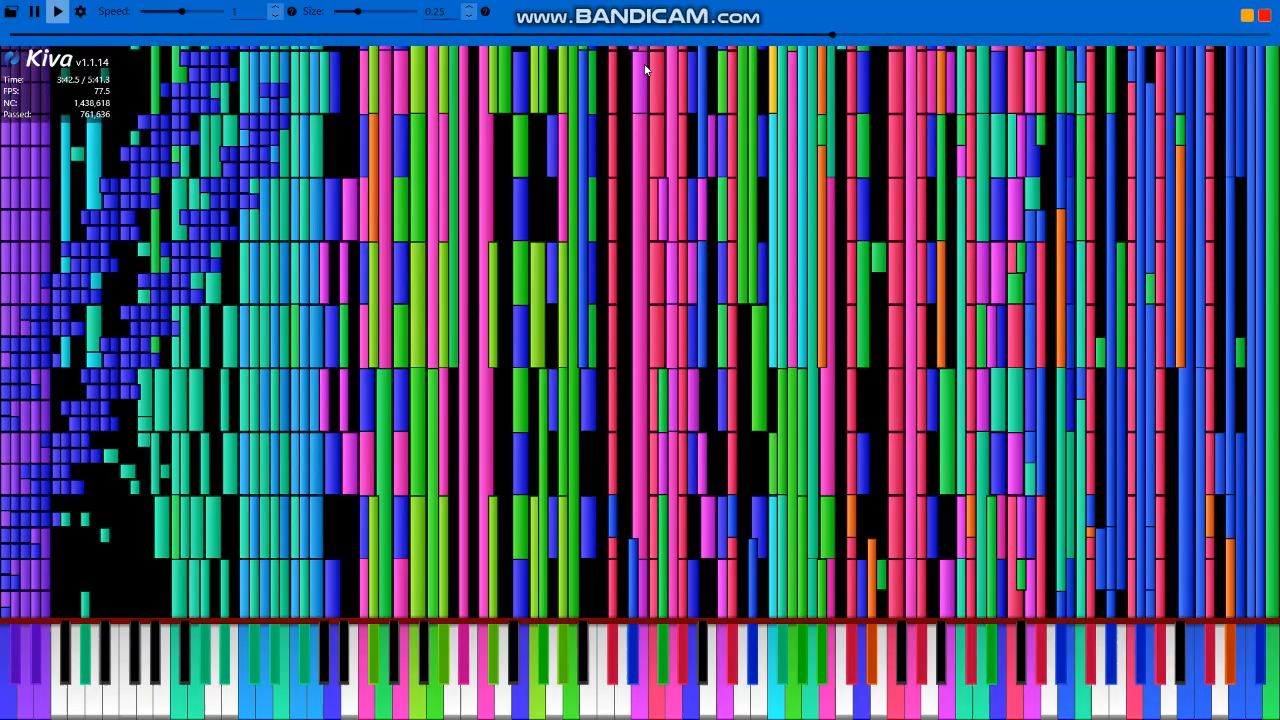 Speed: 1 Size: 0.25
www.BANDICAM.com
Kiva v1.1.14
Time: 3:42.5 / 5:41.3
FPS: 77.5
NC: 1,438,618
Passed: 761,636